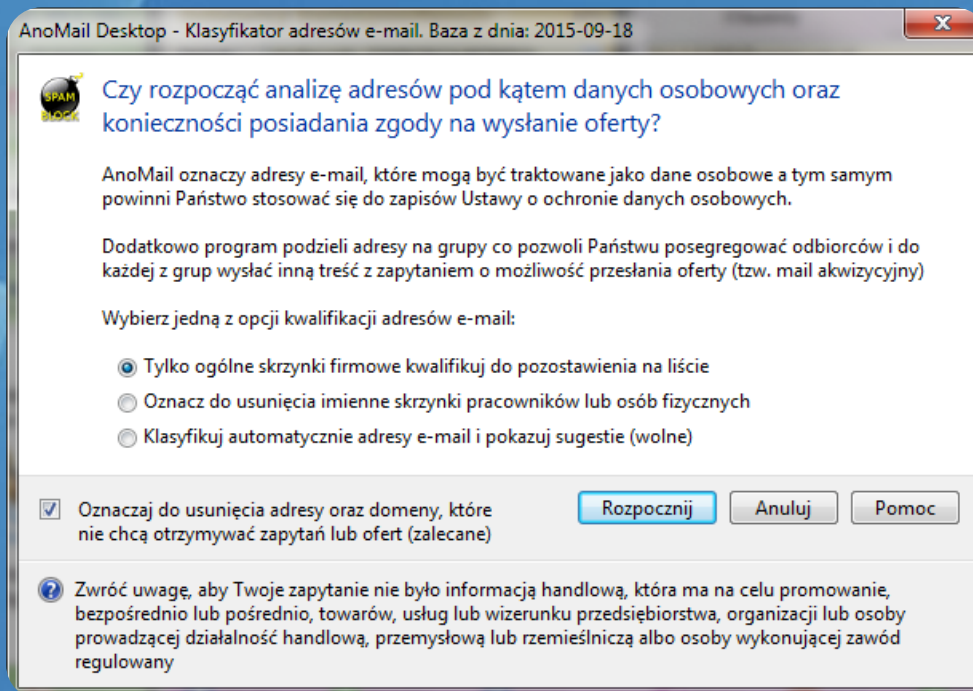 AnoMail Desktop - Klasyfikator adresów e-mail. Baza z dnia: 2015-09-18
SPAM
BLOCK
Czy rozpocząć analizę adresów pod kątem danych osobowych oraz
konieczności posiadania zgody na wysłanie oferty?
AnoMail oznaczy adresy e-mail, które mogą być traktowane jako dane osobowe a tym samym
powinni Państwo stosować się do zapisów Ustawy o ochronie danych osobowych.
Dodatkowo program podzieli adresy na grupy co pozwoli Państwu posegregować odbiorców i do
każdej z grup wysłać inną treść z zapytaniem o możliwość przesłania oferty (tzw. mail akwizycyjny)
Wybierz jedną z opcji kwalifikacji adresów e-mail:
Tylko ogólne skrzynki firmowe kwalifikuj do pozostawienia na liście
Oznacz do usunięcia imienne skrzynki pracowników lub osób fizycznych
Klasyfikuj automatycznie adresy e-mail i pokazuj sugestie (wolne)
Oznaczaj do usunięcia adresy oraz domeny, które
nie chcą otrzymywać zapytań lub ofert (zalecane)
Rozpocznij
Anuluj
Pomoc
Zwróć uwagę, aby Twoje zapytanie nie było informacją handlową, która ma na celu promowanie,
bezpośrednio lub pośrednio, towarów, usług lub wizerunku przedsiębiorstwa, organizacji lub osoby
prowadzącej działalność handlową, przemysłową lub rzemieślniczą albo osoby wykonującej zawód
regulowany